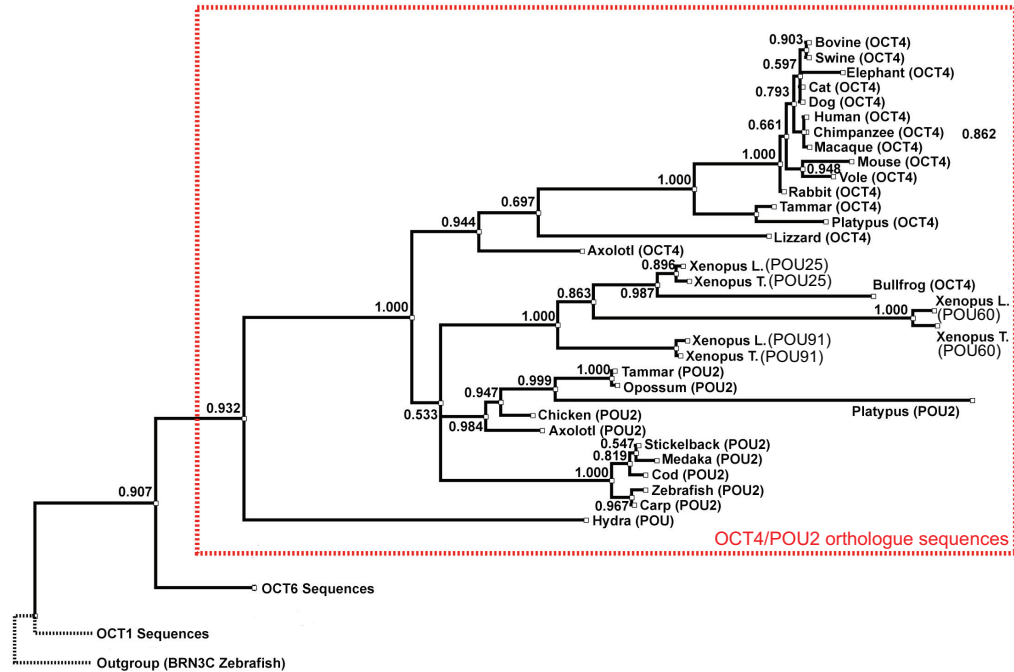 0.903
Bovine (OCT4)
Swine (OCT4)
0.597
Elephant (OCT4)
Cat (OCT4)
0.793
Dog (OCT4)
Human (OCT4)
0.661
Chimpanzee (OCT4)
0.862
Macaque (OCT4)
1.000
Mouse (OCT4)
0.948
Vole (OCT4)
1.000
Rabbit (OCT4)
0.697
Tammar (OCT4)
0.944
Platypus (OCT4)
Lizzard (OCT4)
Axolotl (OCT4)
0.896
Xenopus L. (POU25)
Xenopus T. (POU25)
0.863
0.987
Bullfrog (OCT4)
1.000
Xenopus L.
(POU60)
1.000
1.000
Xenopus T.
(POU60)
Xenopus L. (POU91)
Xenopus T. (POU91)
1.000
Tammar (POU2)
0.999
Opossum (POU2)
0.947
Platypus (POU2)
0.932
0.533
Chicken (POU2)
0.984
Axolotl (POU2)
0.547
Stickelback (POU2)
0.819
Medaka (POU2)
1.000
Cod (POU2)
Zebrafish (POU2)
0.967
Carp (POU2)
0.907
Hydra (POU)
OCT4/POU2 orthologue sequences
OCT6 Sequences
OCT1 Sequences
Outgroup (BRN3C Zebrafish)